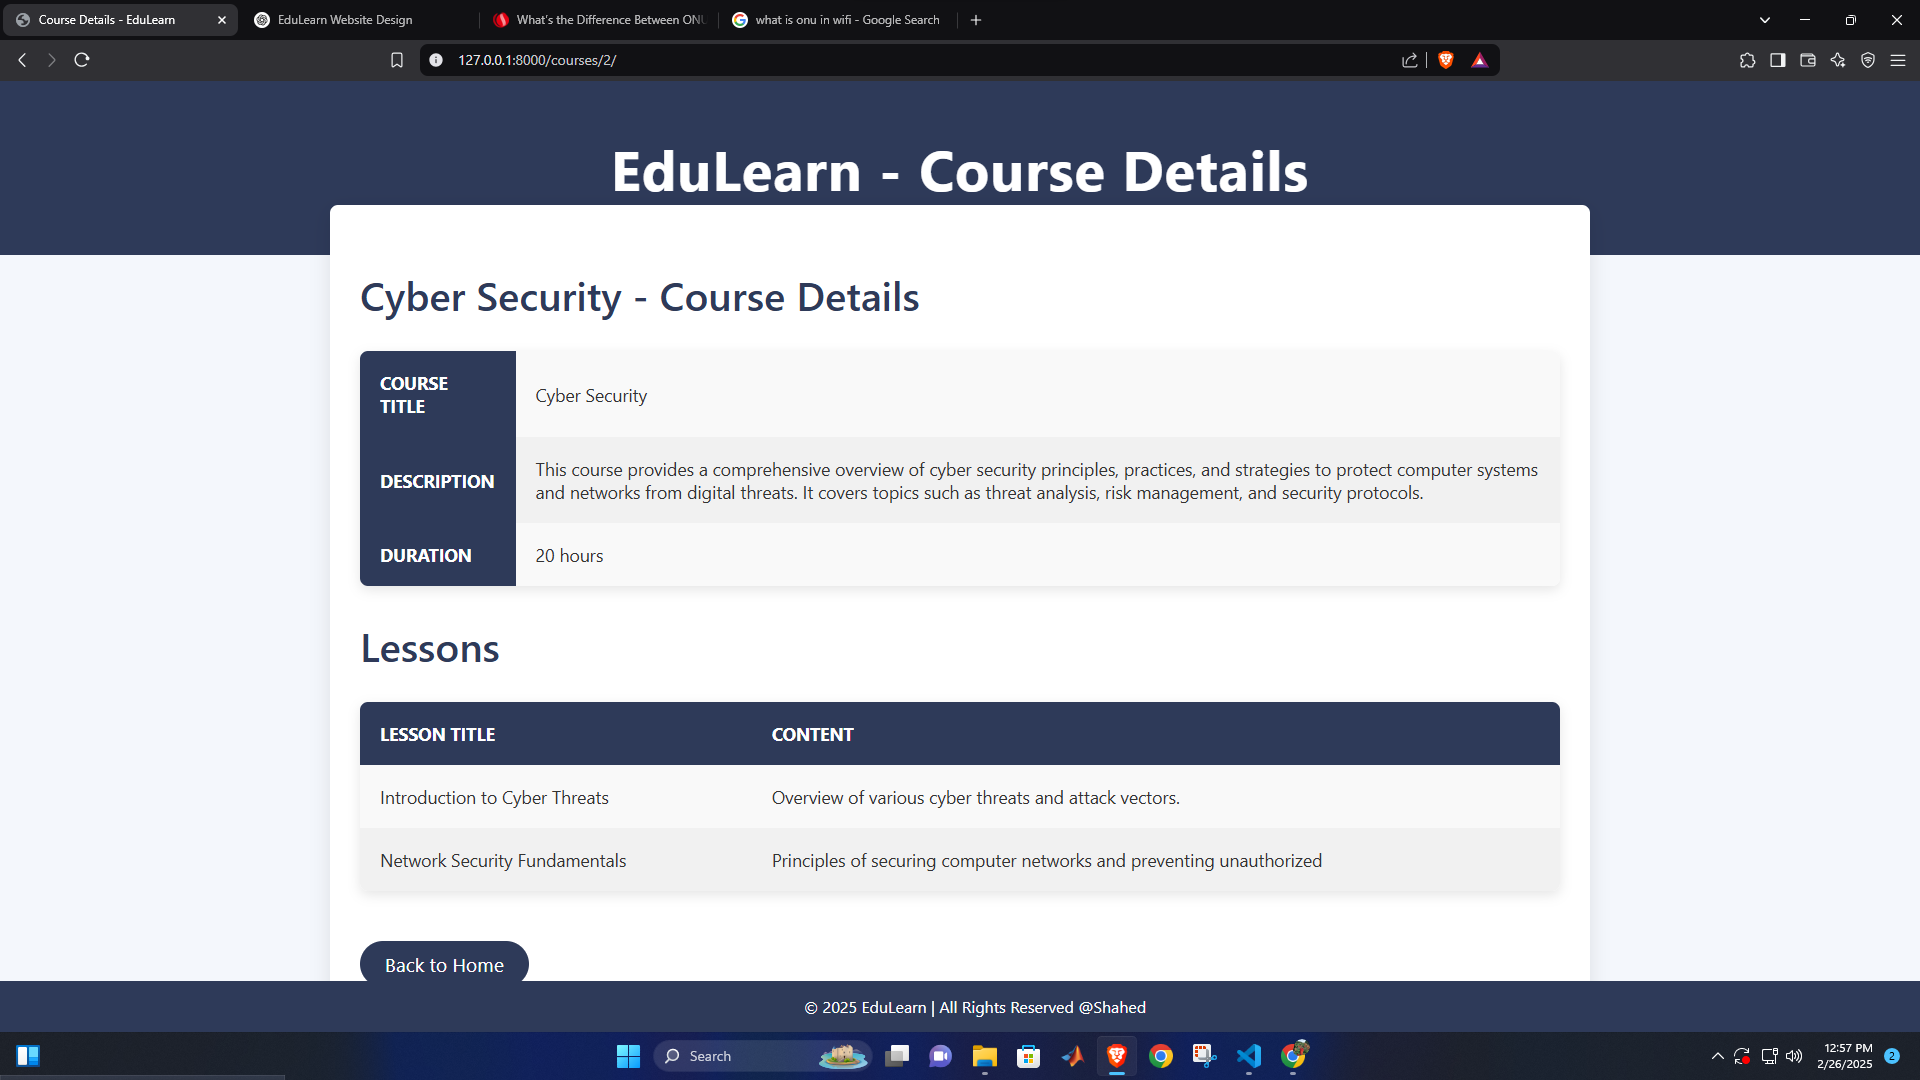 Course Details - EduLearn
EduLearn Website Design
What's the Difference Between ONU
what is onu in wifi - Google Search
127.0.0.1:8000/courses/2/
EduLearn - Course Details
Cyber Security - Course Details
COURSE TITLE
Cyber Security
DESCRIPTION
This course provides a comprehensive overview of cyber security principles, practices, and strategies to protect computer systems
and networks from digital threats. It covers topics such as threat analysis, risk management, and security protocols.
DURATION
20 hours
Lessons
LESSON TITLE
CONTENT
Introduction to Cyber Threats
Overview of various cyber threats and attack vectors.
Network Security Fundamentals
Principles of securing computer networks and preventing unauthorized
Back to Home
© 2025 EduLearn | All Rights Reserved @Shahed
Search
12:57 PM
2/26/2025
2